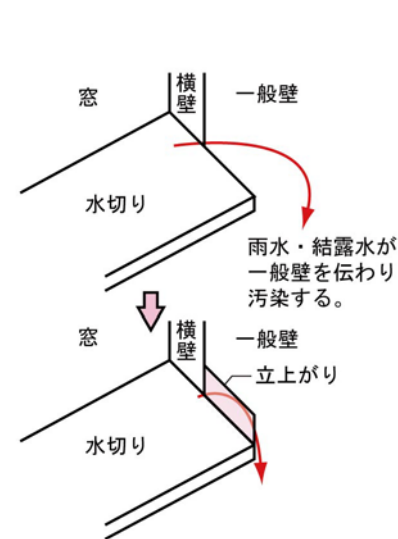 窓
横壁
一般壁
水切り
雨水・結露水が
一般壁を伝わり
汚染する。
窓
横壁
一般壁
立上がり
水切り